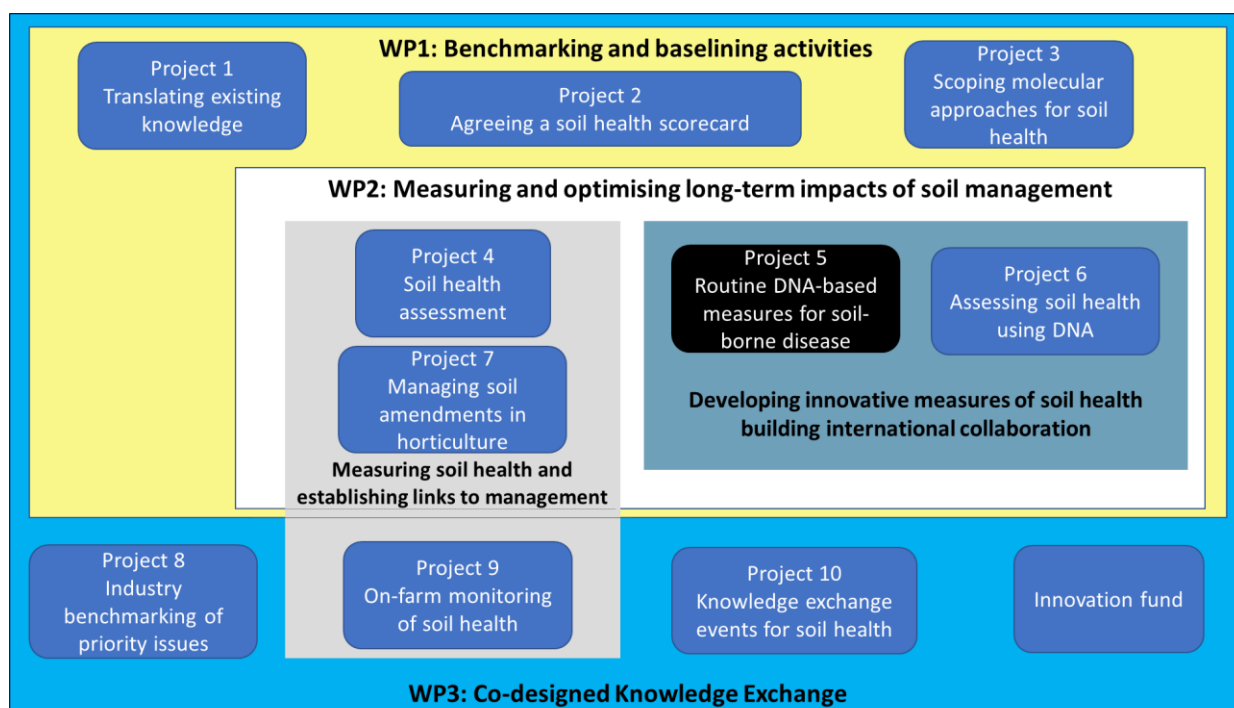 WP1: Benchmarking and baselining activities
Project 1
Translating existing
knowledge
Project 2
Agreeing a soil health scorecard
Project 3
Scoping molecular
approaches for soil
health
WP2: Measuring and optimising long-term impacts of soil management
Project 4
Soil health
assessment
Project 7
Managing soil
amendments in
horticulture
Measuring soil health and
establishing links to management
Project 5
Routine DNA-based
measures for soil-
borne disease
Project 6
Assessing soil health
using DNA
Developing innovative measures of soil health
building international collaboration
Project 8
Industry
benchmarking of
priority issues
Project 9
On-farm monitoring
of soil health
Project 10
Knowledge exchange
events for soil health
Innovation fund
WP3: Co-designed Knowledge Exchange